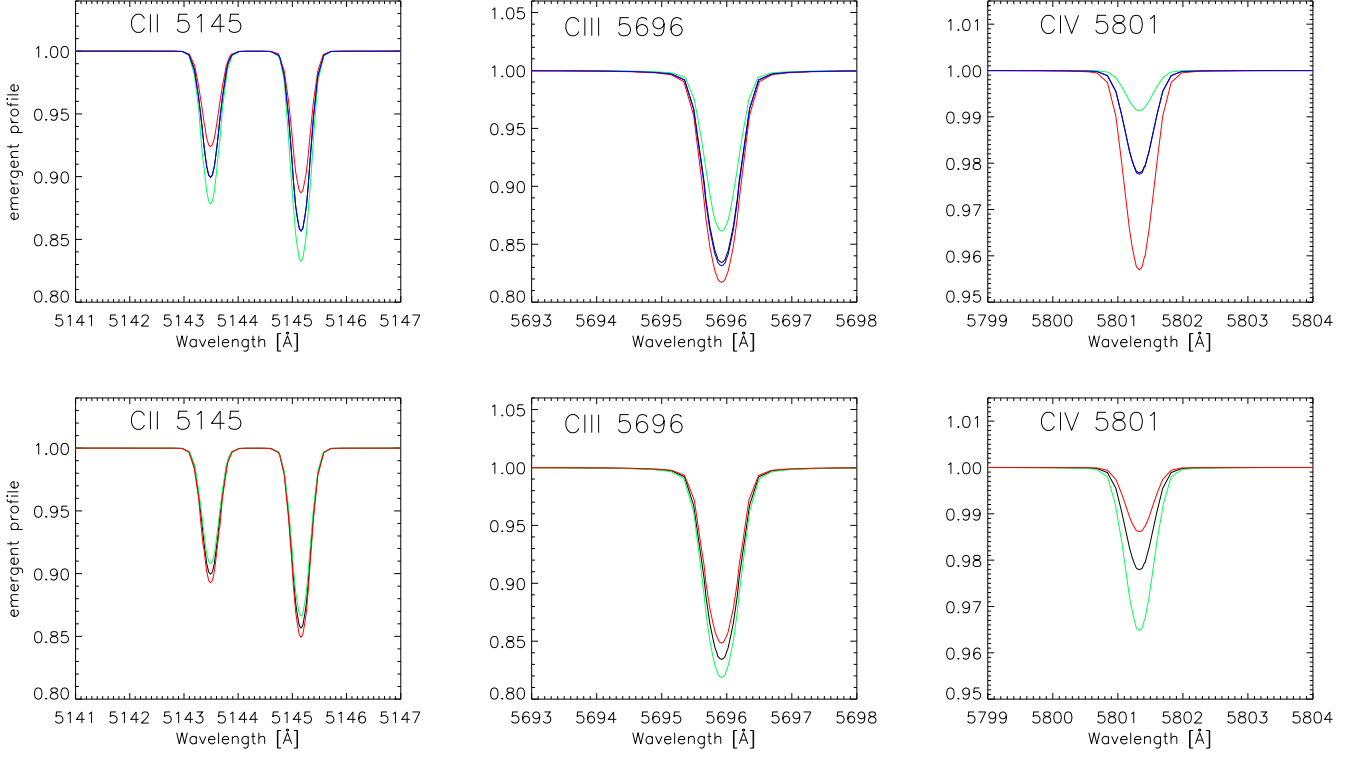 CII 5145
CIII 5696
CIV 5801
emergent profile
1.00
0.95
0.90
0.85
0.80
1.05
1.00
0.95
0.90
0.85
0.80
1.01
1.00
0.99
0.98
0.97
0.96
0.95
5141 5142 5143 5144 5145 5146 5147
5693 5694 5695 5696 5697 5698
5799 5800 5801 5802 5803 5804
Wavelength [Å]
Wavelength [Å]
Wavelength [Å]
CII 5145
CIII 5696
CIV 5801
emergent profile
1.00
0.95
0.90
0.85
0.80
1.05
1.00
0.95
0.90
0.85
0.80
1.01
1.00
0.99
0.98
0.97
0.96
0.95
5141 5142 5143 5144 5145 5146 5147
5693 5694 5695 5696 5697 5698
5799 5800 5801 5802 5803 5804
Wavelength [Å]
Wavelength [Å]
Wavelength [Å]